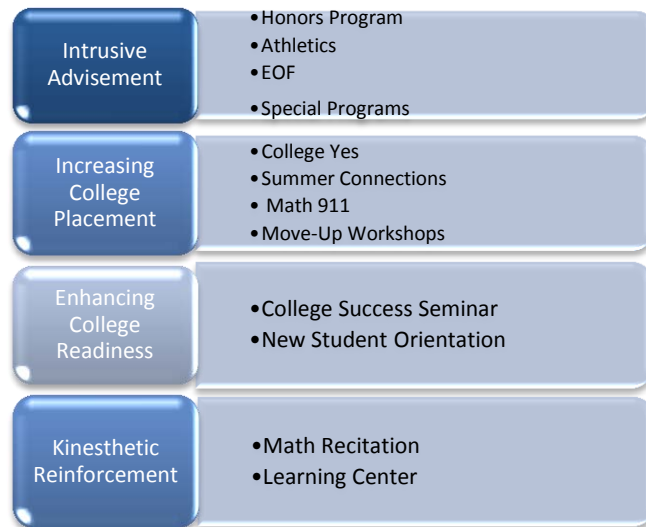 Intrusive
Advisement
•Honors Program
•Athletics
•EOF
•Special Programs
Increasing
College
Placement
•College Yes
•Summer Connections
• Math 911
•Move-Up Workshops
Enhancing
College
Readiness
•College Success Seminar
•New Student Orientation
Kinesthetic
Reinforcement
•Math Recitation
•Learning Center